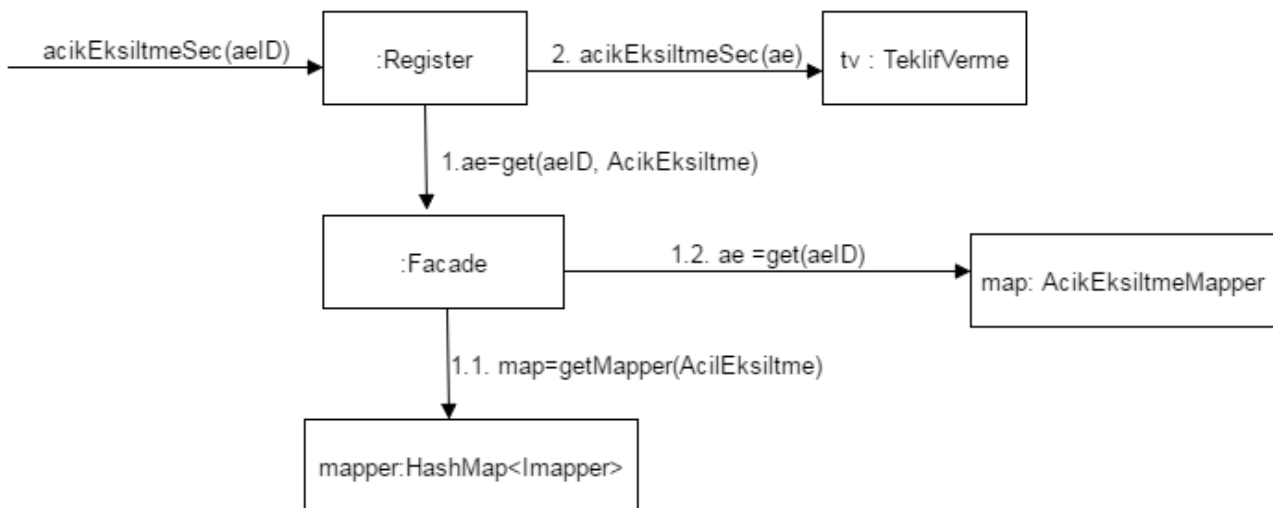 acikEksiltmeSec(aeID)
:Register
2. acikEksiltmeSec(ae)
tv : TeklifVerme
1.ae=get(aeID, AcikEksiltme)
:Facade
1.2. ae =get(aeID)
map: AcikEksiltmeMapper
1.1. map=getMapper(AcilEksiltme)
mapper:HashMap<Imapper>